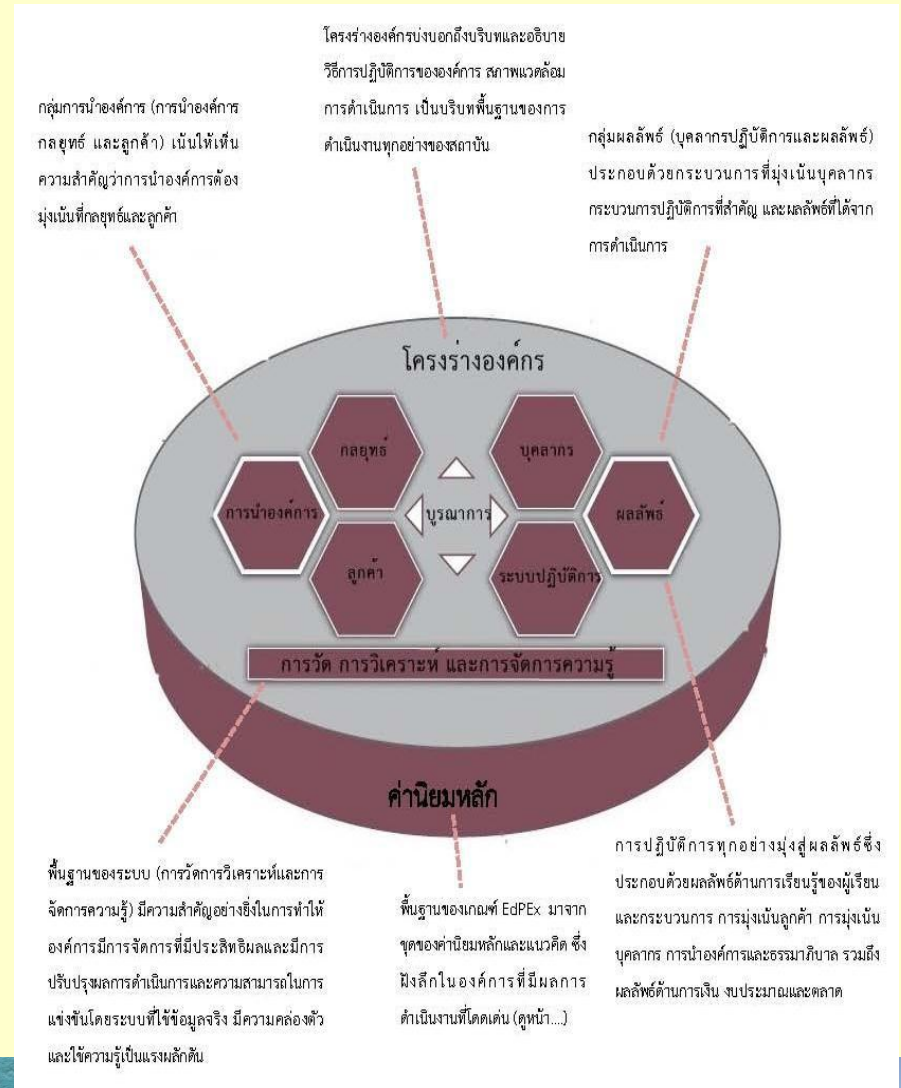 โครงร่างองค์กรบ่งบอกถึงบริบทและอธิบาย
วิธีการปฏิบัติการขององค์การ สภาพแวดล้อม
การดำเนินการ เป็นบริบทพื้นฐานของการ
ดำเนินงานทุกอย่างของสถาบัน
กลุ่มการนำองค์การ (การนำองค์การ
กลยุทธ์ และลูกค้า) เน้นให้เห็น
ความสำคัญว่าการนำองค์การต้อง
มุ่งเน้นที่กลยุทธ์และลูกค้า
กลุ่มผลลัพธ์ (บุคลากรปฏิบัติการและผลลัพธ์)
ประกอบด้วยกระบวนการที่มุ่งเน้นบุคลากร
กระบวนการปฏิบัติการที่สำคัญ และผลลัพธ์ที่ได้จาก
การดำเนินการ
โครงร่างองค์กร
กลยุทธ์
บุคลากร
การนำองค์การ
บูรณาการ
ผลลัพธ์
ลูกค้า
ระบบปฏิบัติการ
การวัด การวิเคราะห์ และการจัดการความรู้
ค่านิยมหลัก
พื้นฐานของระบบ (การวัดการวิเคราะห์และการ
จัดการความรู้) มีความสำคัญอย่างยิ่งในการทำให้
องค์การมีการจัดการที่มีประสิทธิผลและมีการ
ปรับปรุงผลการดำเนินการและความสามารถในการ
แข่งขันโดยระบบที่ใช้ข้อมูลจริง มีความคล่องตัว
และใช้ความรู้เป็นแรงผลักดัน
พื้นฐานของเกณฑ์ EdPEx มาจาก
ชุดของค่านิยมหลักและแนวคิด ซึ่ง
ฝังลึกในองค์การที่มีผลการ
ดำเนินงานที่โดดเด่น (ดูหน้า....)
การปฏิบัติการทุกอย่างมุ่งสู่ผลลัพธ์ซึ่ง
ประกอบด้วยผลลัพธ์ด้านการเรียนรู้ของผู้เรียน
และกระบวนการ การมุ่งเน้นลูกค้า การมุ่งเน้น
บุคลากร การนำองค์การและธรรมาภิบาล รวมถึง
ผลลัพธ์ด้านการเงิน งบประมาณและตลาด